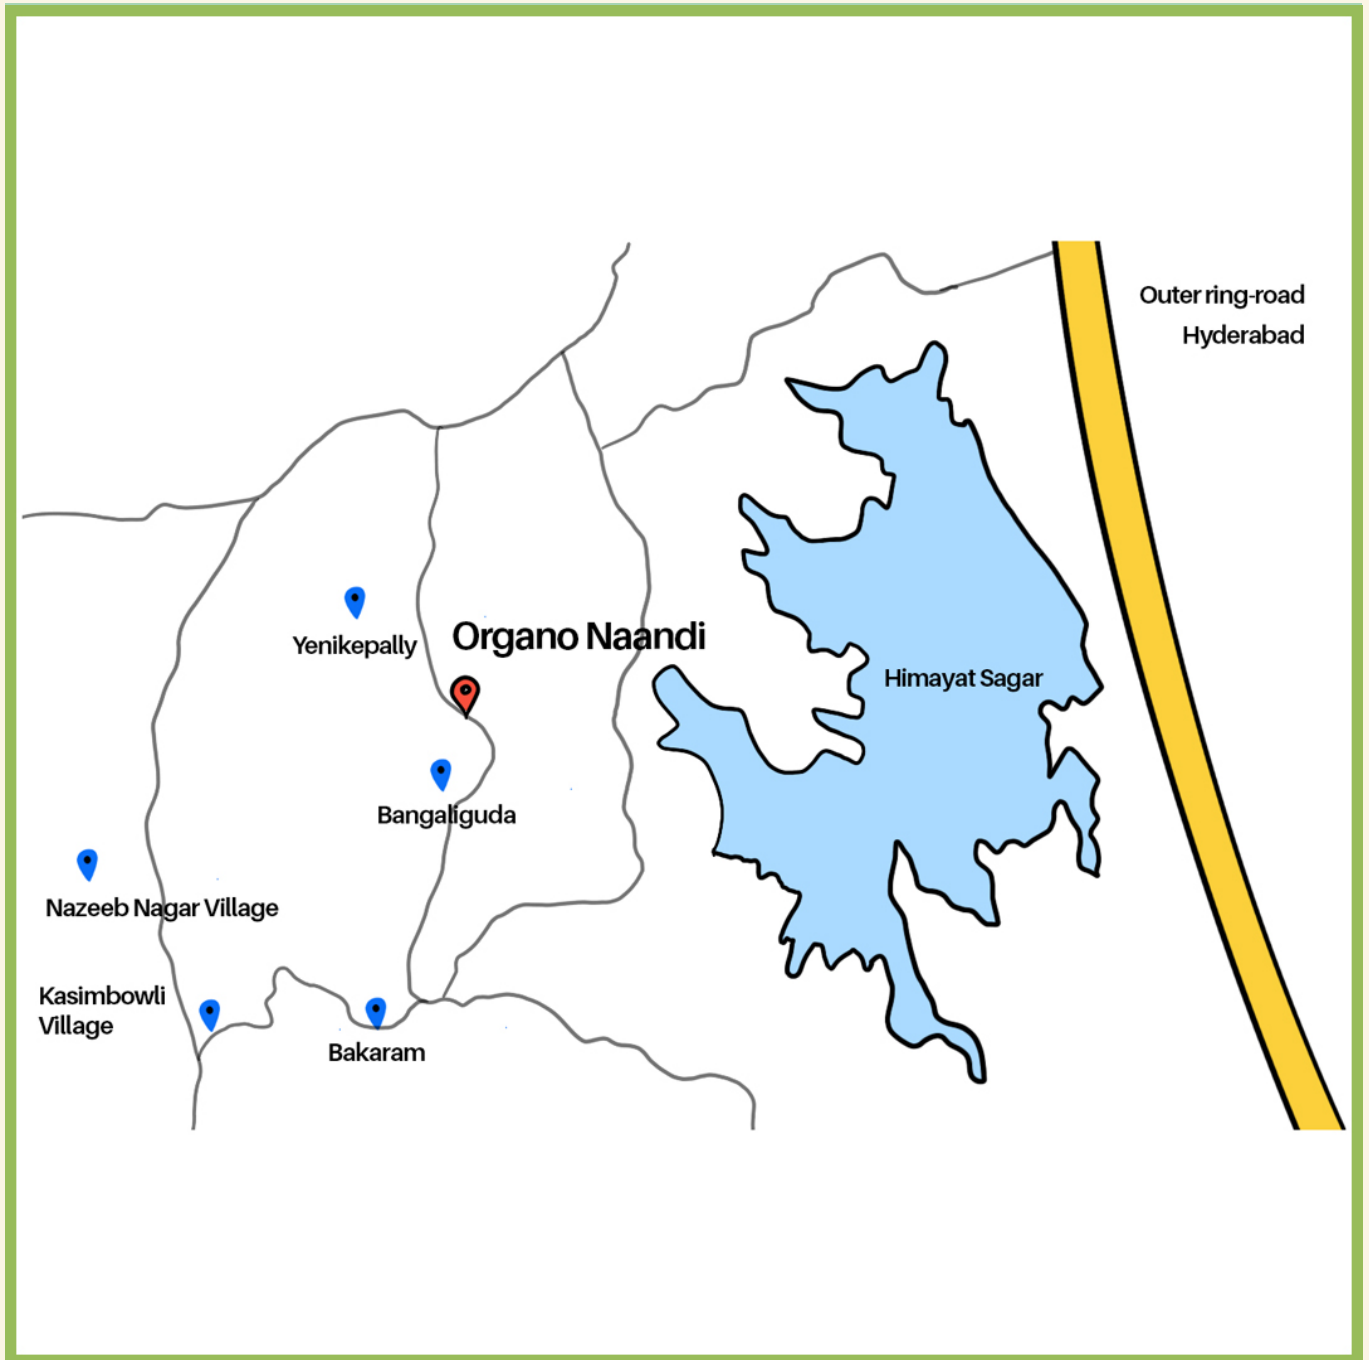 Outer ring-road
Hyderabad
Organo Naandi
Yenikepally
Himayat Sagar
Bangaliguda
Nazeeb Nagar Village
Kasimbowli
Village
Bakaram